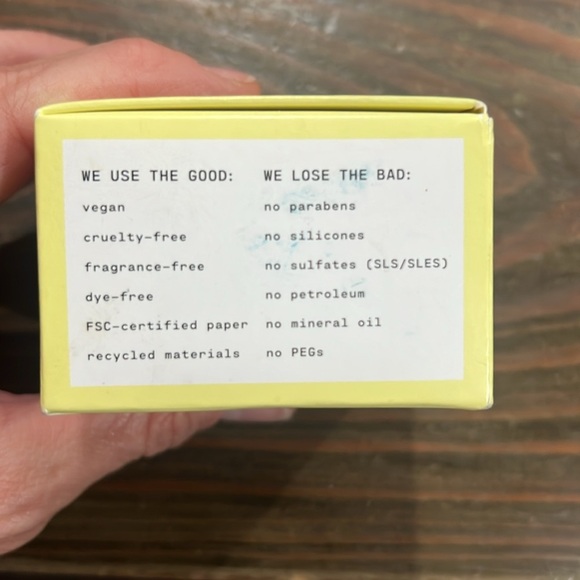 WE USE THE GOOD:
vegan
cruelty-free
fragrance-free
dye-free
FSC-certified paper
recycled materials
WE LOSE THE BAD:
no parabens
no silicones
no sulfates (SLS/SLES)
no petroleum
no mineral oil
no PEGs